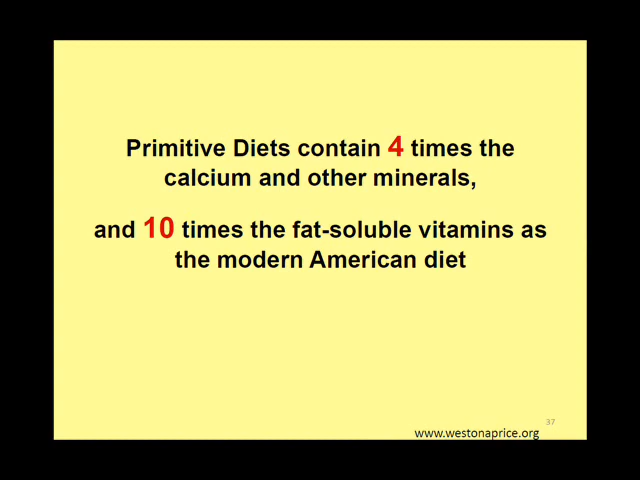 Primitive Diets contain 4 times the
calcium and other minerals,
and 10 times the fat-soluble vitamins as
the modern American diet
37
www.westonaprice.org